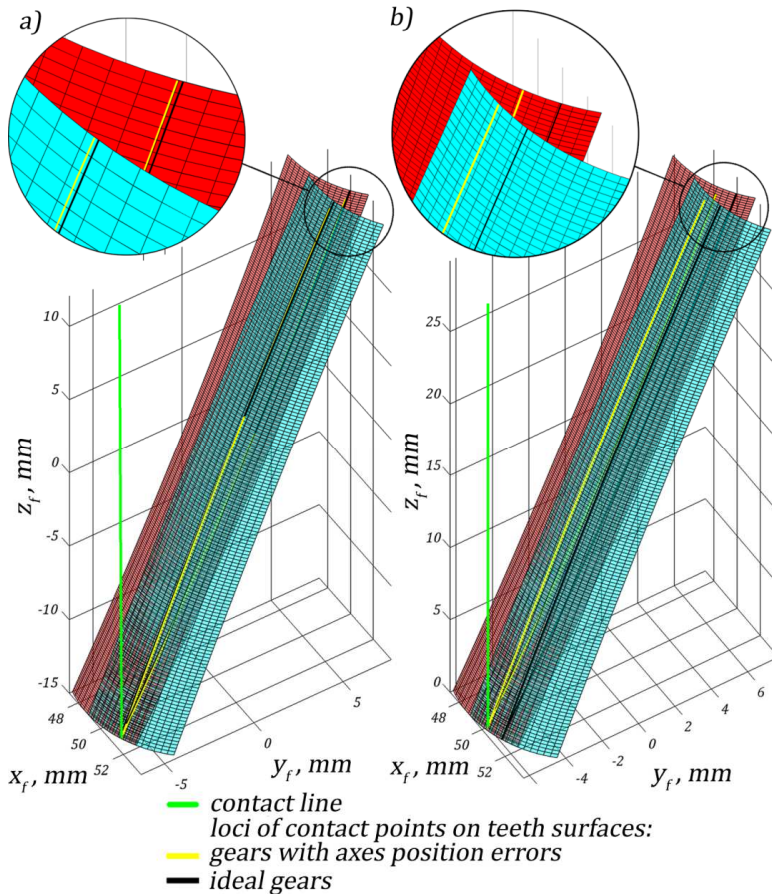 a)
b)
10
5
0
-5
-10
-15
z_f , mm
48
50
52
x_f , mm
-5
0
5
y_f , mm
25
20
15
10
5
0
z_f , mm
48
50
52
x_f , mm
-4
-2
0
2
4
6
y_f , mm
contact line
loci of contact points on teeth surfaces:
gears with axes position errors
ideal gears